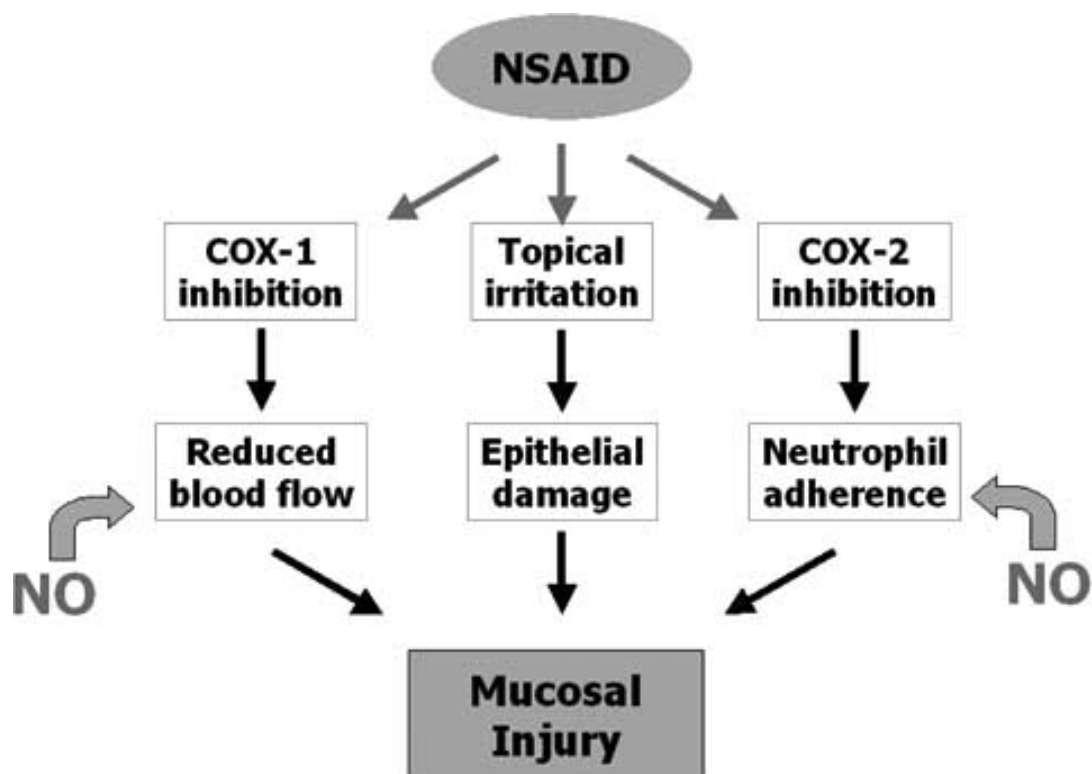 NSAID
COX-1
inhibition
Topical
irritation
COX-2
inhibition
Reduced
blood flow
Epithelial
damage
Neutrophil
adherence
NO
NO
Mucosal
Injury